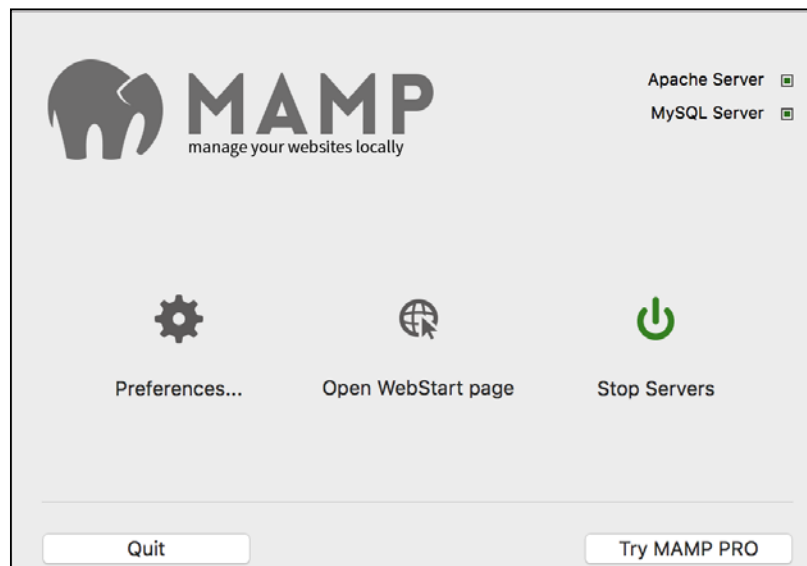 MAMP
manage your websites locally
Apache Server
MySQL Server
Preferences...
Open WebStart page
Stop Servers
Quit
Try MAMP PRO